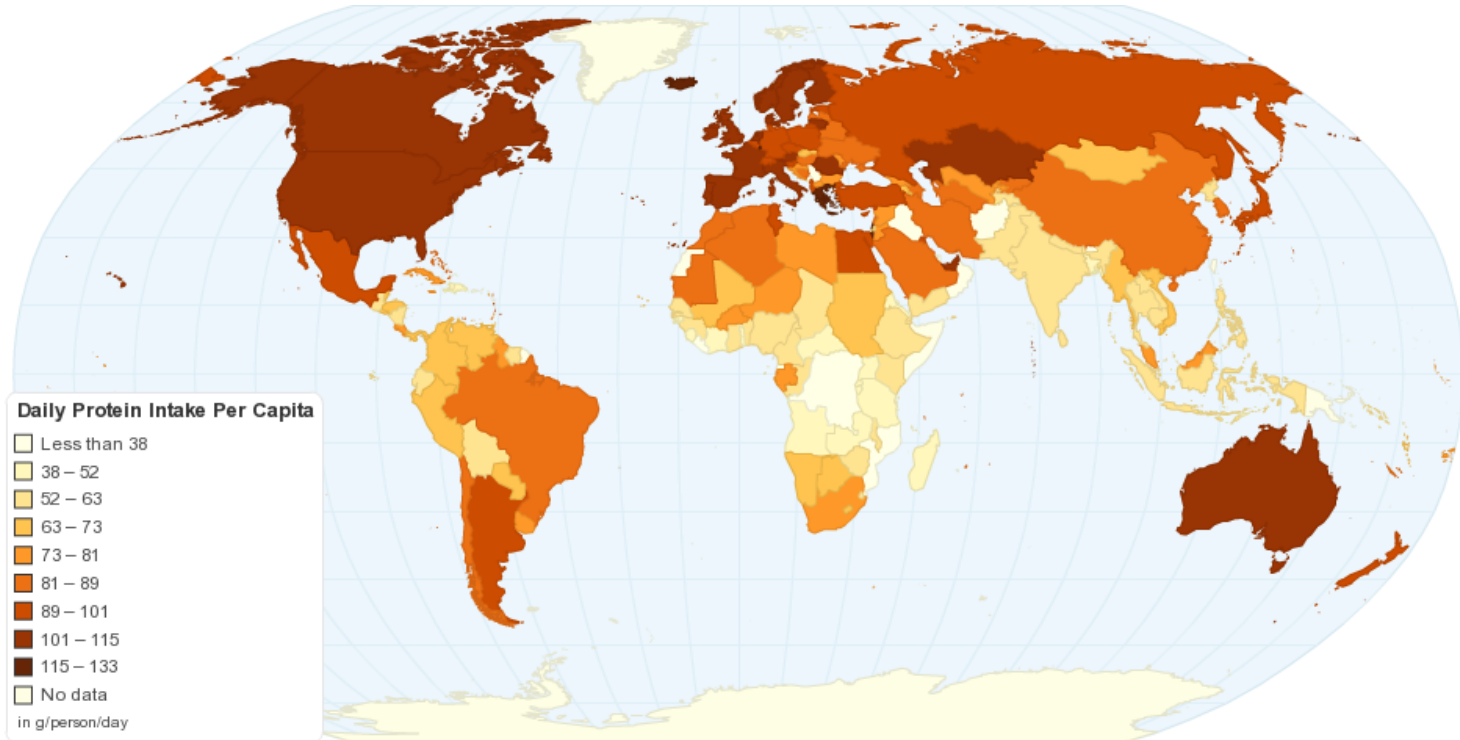 Daily Protein Intake Per Capita
Less than 38
38 – 52
52 – 63
63 – 73
73 – 81
81 – 89
89 – 101
101 – 115
115 – 133
No data
in g/person/day